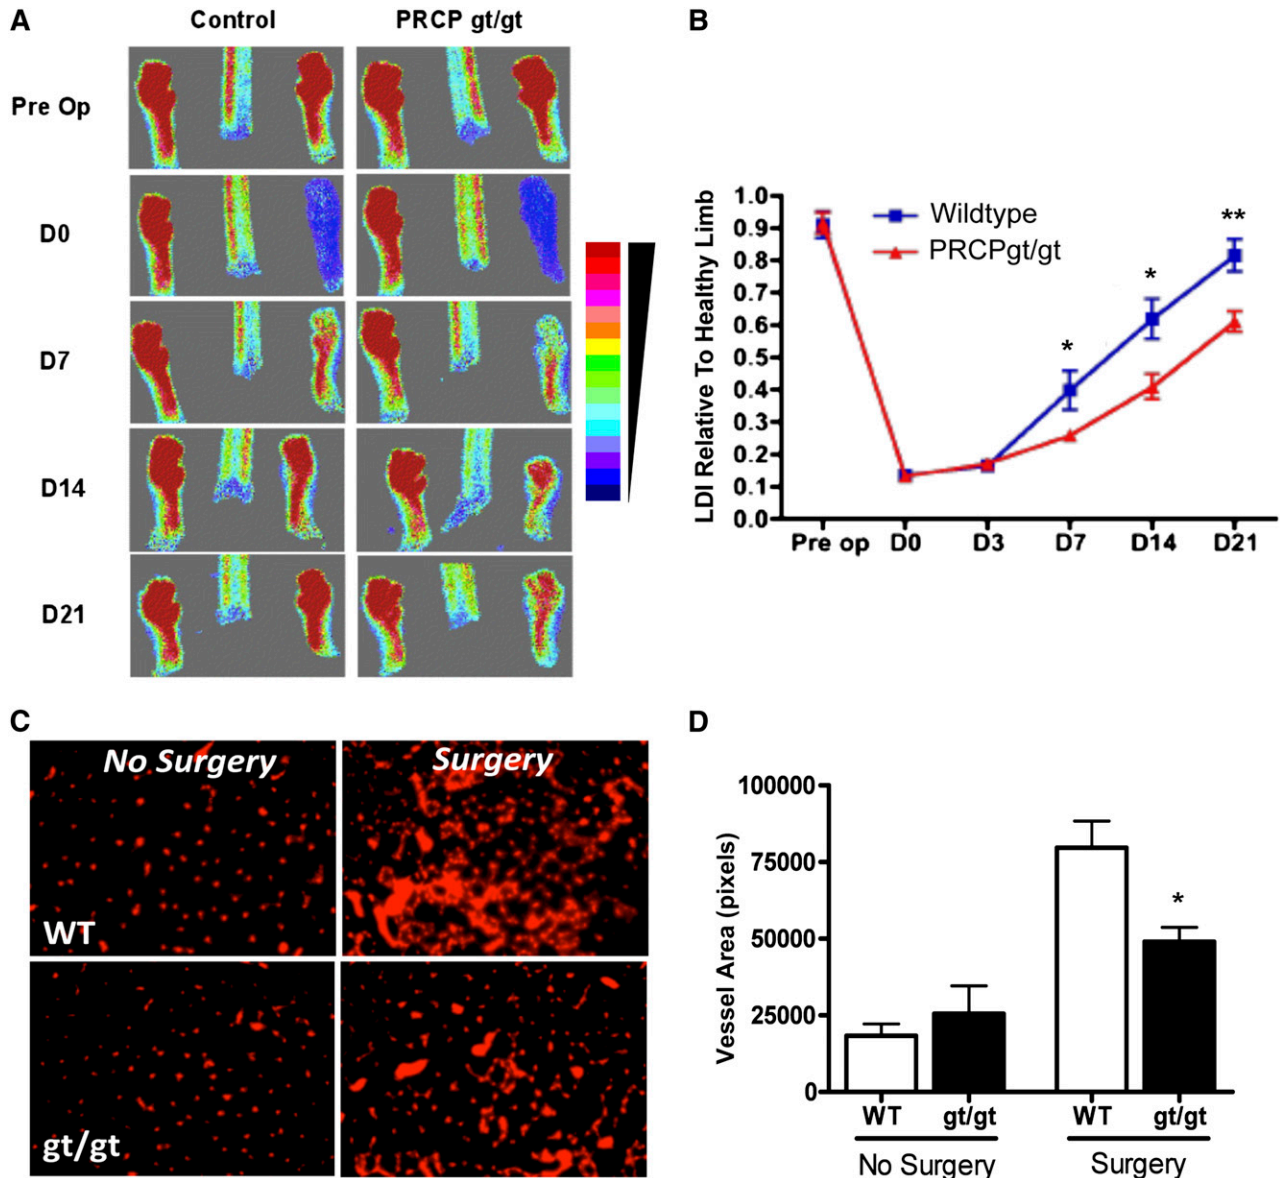 A
Control
PRCP gt/gt
Pre Op
D0
D7
D14
D21
B
LDI Relative To Healthy Limb
1.0
0.9
0.8
0.7
0.6
0.5
0.4
0.3
0.2
0.1
0.0
Wildtype
PRCPgt/gt
*
*
**
Pre op D0 D3 D7 D14 D21
C
No Surgery
Surgery
WT
gt/gt
D
Vessel Area (pixels)
100000
75000
50000
25000
0
*
WT gt/gt WT gt/gt
No Surgery Surgery